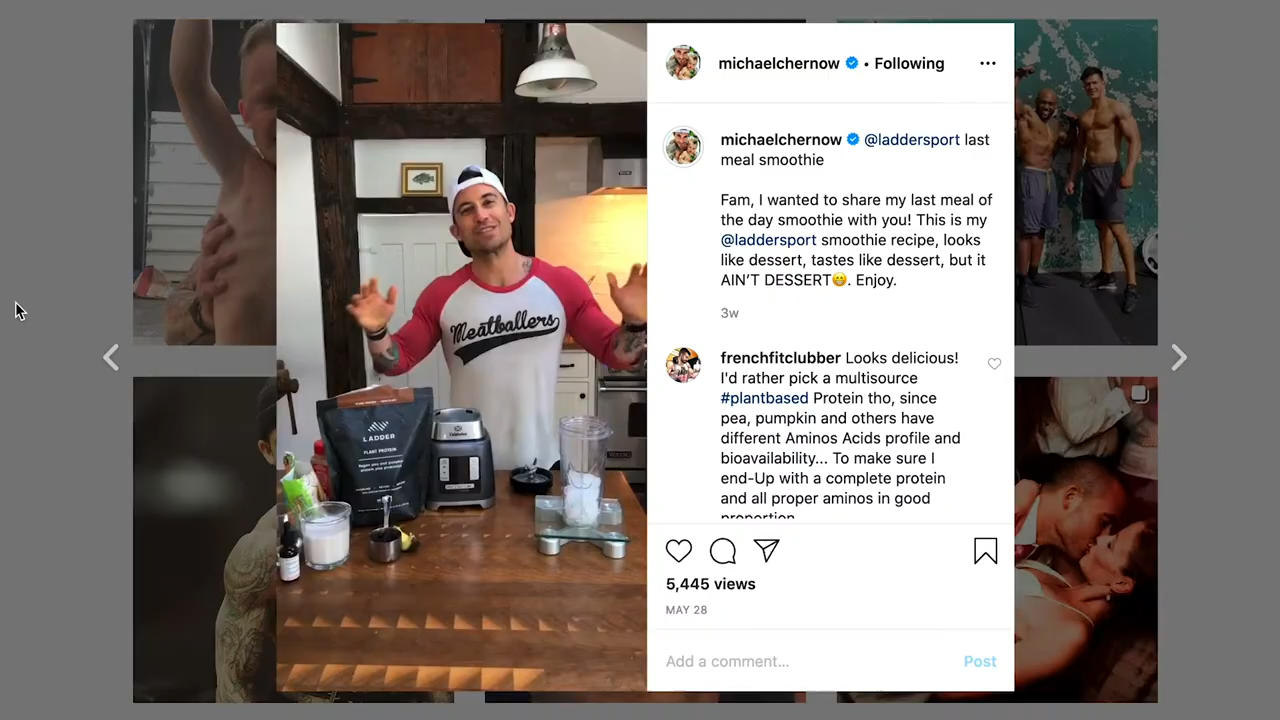 michaelchernow • Following
michaelchernow @laddersport last
meal smoothie
Fam, I wanted to share my last meal of
the day smoothie with you! This is my
@laddersport smoothie recipe, looks
like dessert, tastes like dessert, but it
AIN'T DESSERT😁. Enjoy.
3w
frenchfitclubber Looks delicious!
I'd rather pick a multisource
#plantbased Protein tho, since
pea, pumpkin and others have
different Aminos Acids profile and
bioavailability... To make sure I
end-Up with a complete protein
and all proper aminos in good
proportion
5,445 views
MAY 28
Add a comment... Post
Meatballers
LADDER
PLANT PROTEIN